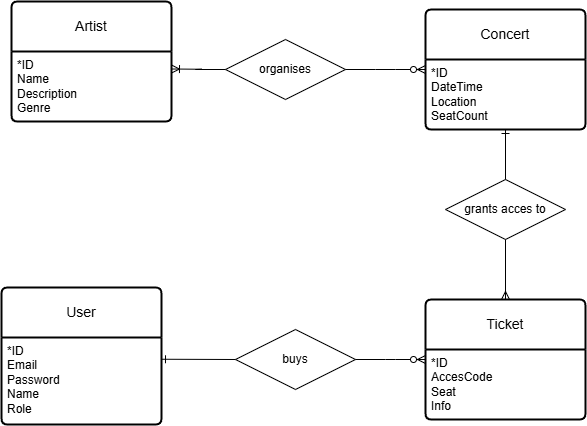 Artist
*ID
Name
Description
Genre
organises
Concert
*ID
DateTime
Location
SeatCount
grants acces to
User
*ID
Email
Password
Name
Role
buys
Ticket
*ID
AccesCode
Seat
Info